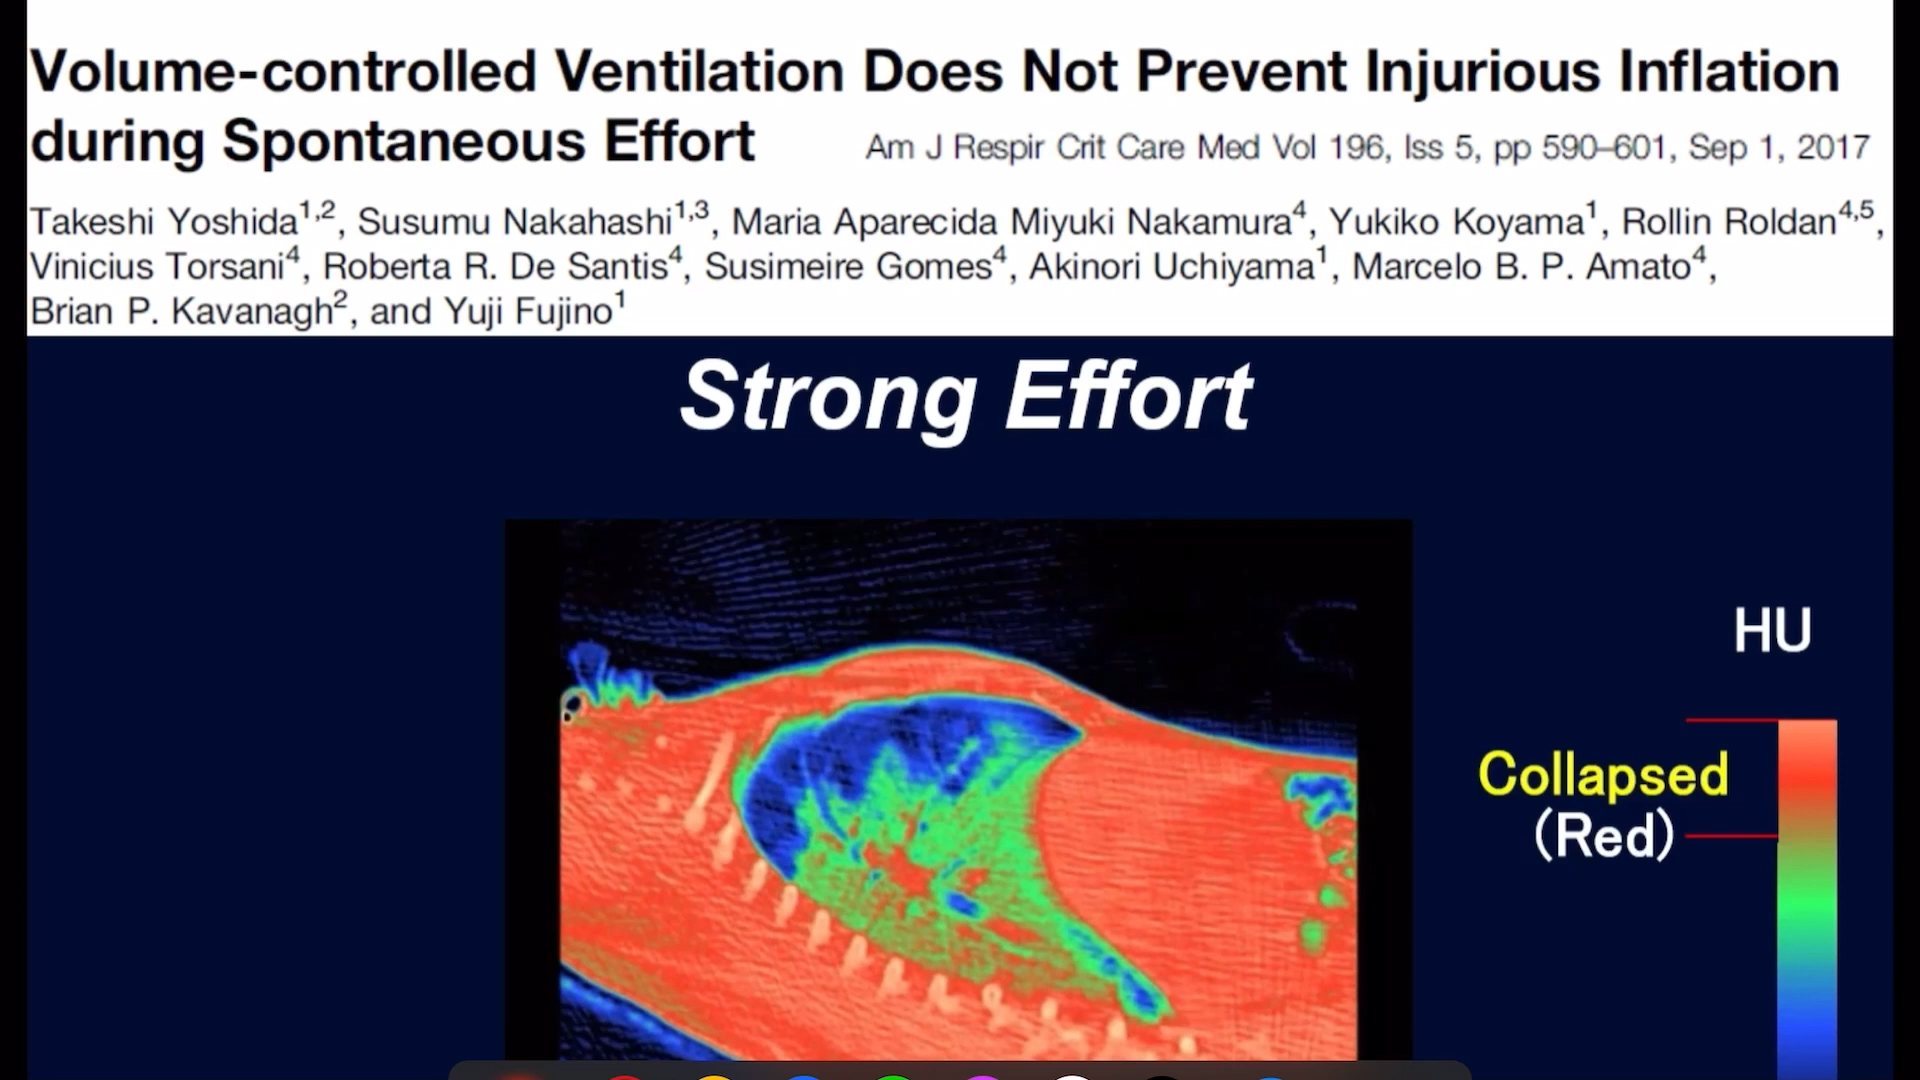 Volume-controlled Ventilation Does Not Prevent Injurious Inflation
during Spontaneous Effort
Am J Respir Crit Care Med Vol 196, Iss 5, pp 590–601, Sep 1, 2017
Takeshi Yoshida1,2, Susumu Nakahashi1,3, Maria Aparecida Miyuki Nakamura4, Yukiko Koyama1, Rollin Roldan4,5,
Vinicius Torsani4, Roberta R. De Santis4, Susimeire Gomes4, Akinori Uchiyama1, Marcelo B. P. Amato4,
Brian P. Kavanagh2, and Yuji Fujino1
Strong Effort
HU
Collapsed
(Red)